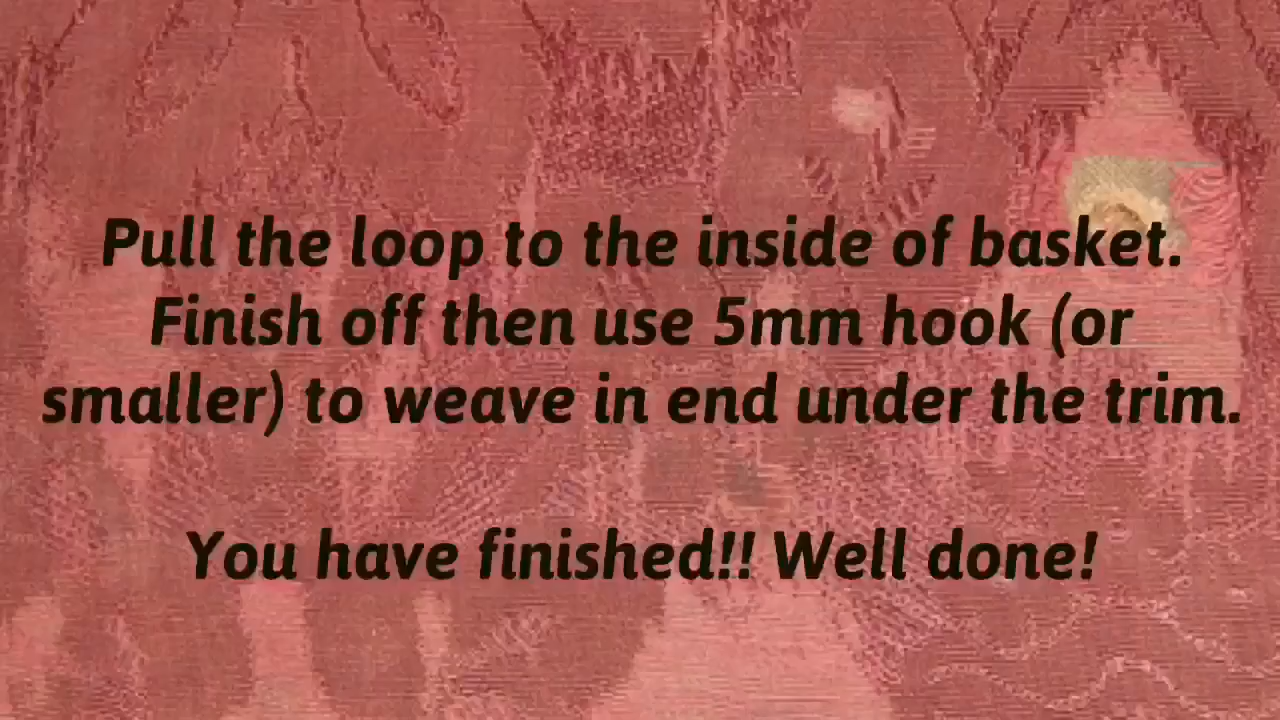 Pull the loop to the inside of basket.
Finish off then use 5mm hook (or
smaller) to weave in end under the trim.
You have finished!! Well done!